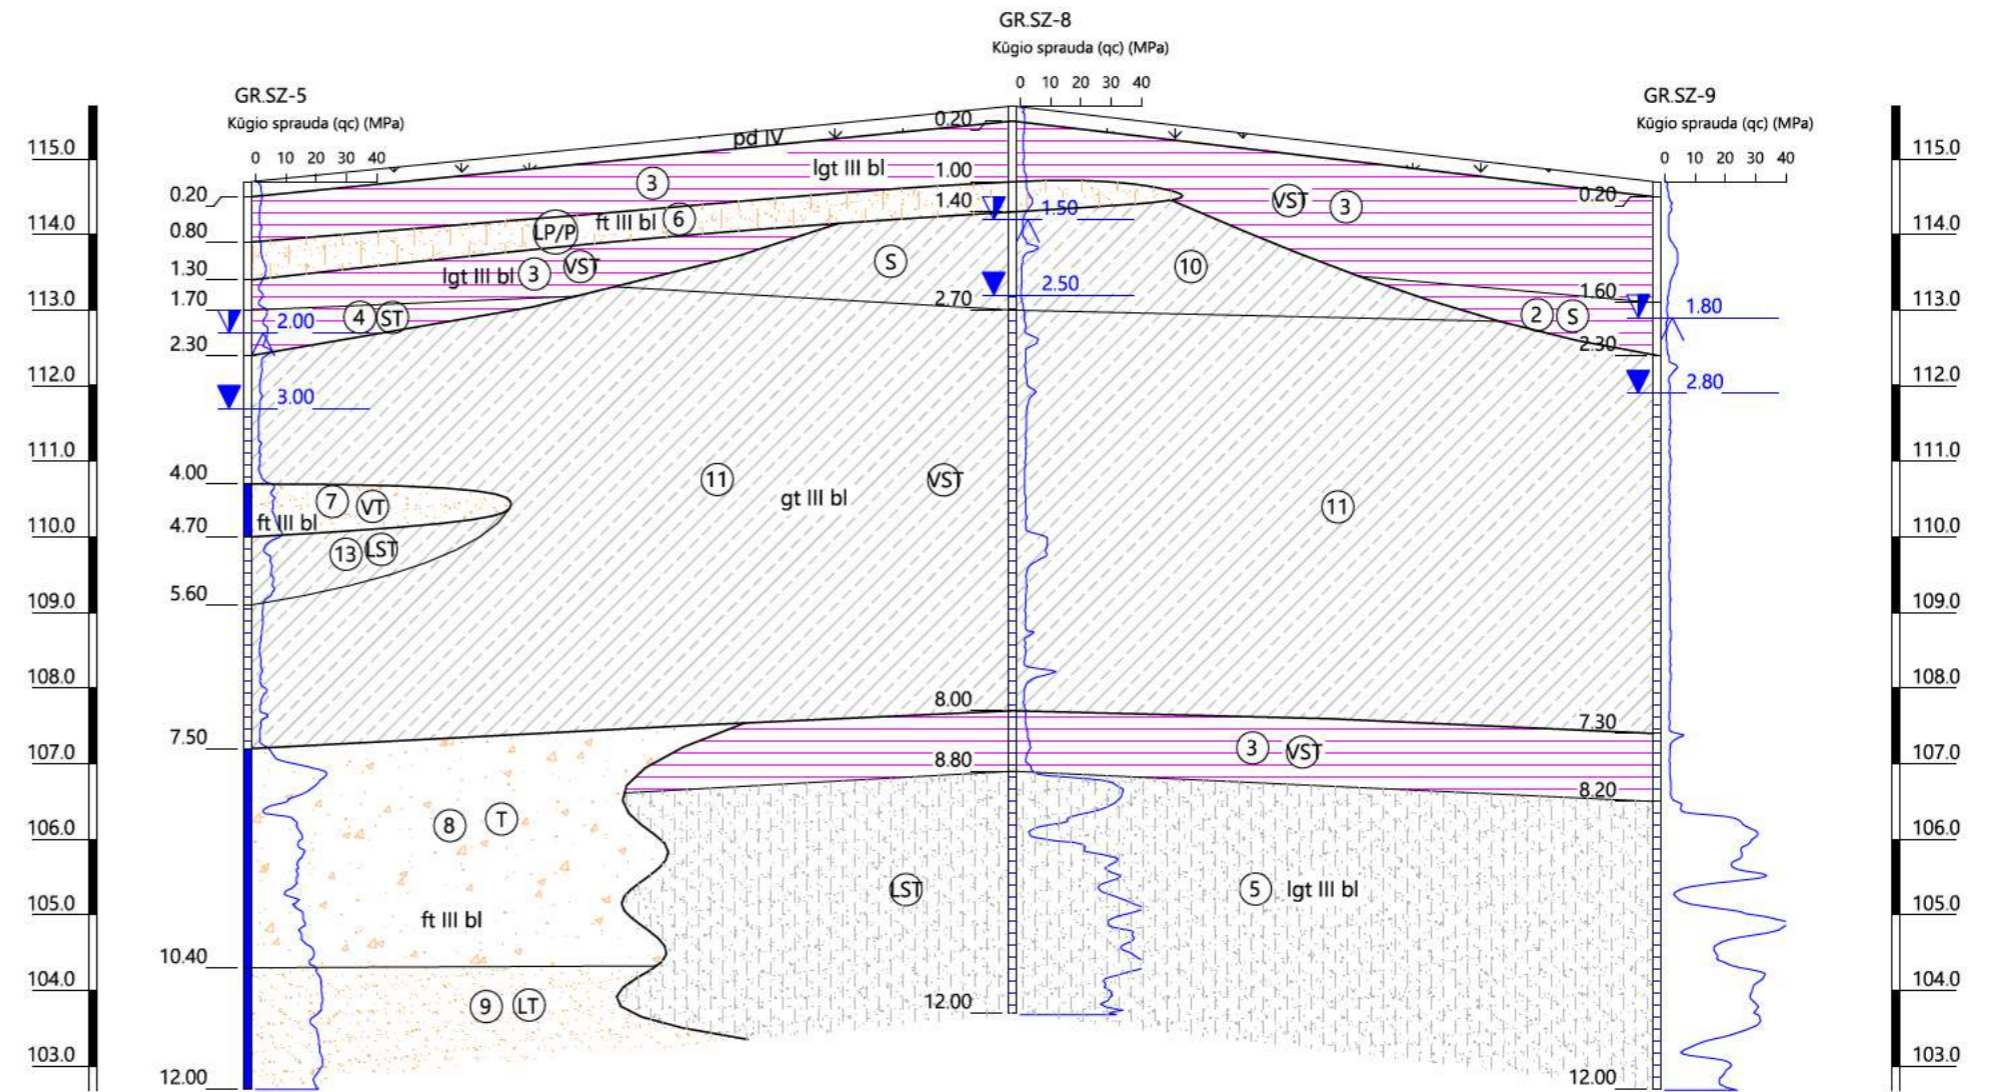 GR.SZ-8
Kūgio sprauda (qc) (MPa)
0 10 20 30 40
GR.SZ-5
Kūgio sprauda (qc) (MPa)
0 10 20 30 40
GR.SZ-9
Kūgio sprauda (qc) (MPa)
0 10 20 30 40
115.0
114.0
113.0
112.0
111.0
110.0
109.0
108.0
107.0
106.0
105.0
104.0
103.0
0.20
0.80
1.30
1.70
2.30
4.00
4.70
5.60
7.50
10.40
12.00
2.00
3.00
pd IV
lgt III bl
3
LP/P
ft III bl
6
lgt III bl
3
VST
4
ST
S
7
VT
ft III bl
13
LST
11
gt III bl
VST
8
T
ft III bl
9
LT
LST
0.20
1.00
1.40
2.70
8.00
8.80
12.00
1.50
2.50
VST
3
10
2
S
11
3
VST
5
lgt III bl
0.20
1.60
2.30
7.30
8.20
12.00
1.80
2.80
115.0
114.0
113.0
112.0
111.0
110.0
109.0
108.0
107.0
106.0
105.0
104.0
103.0